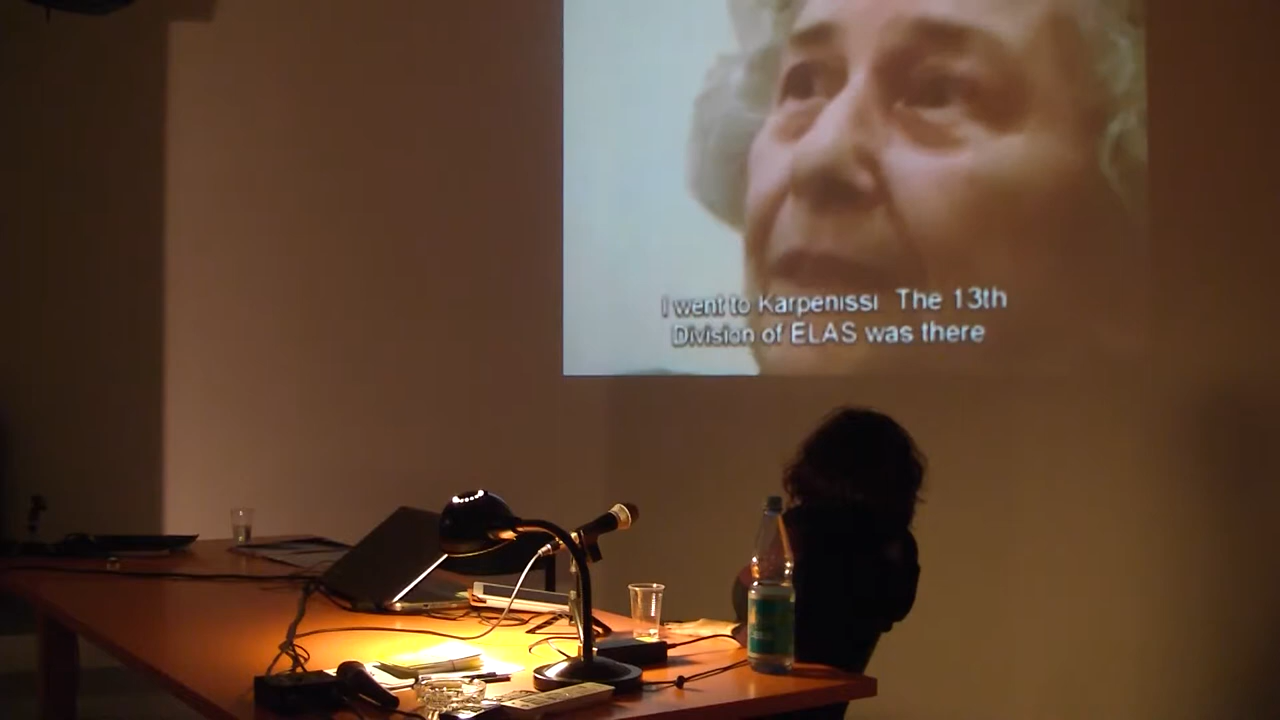 I went to Karpenissi The 13th
Division of ELAS was there